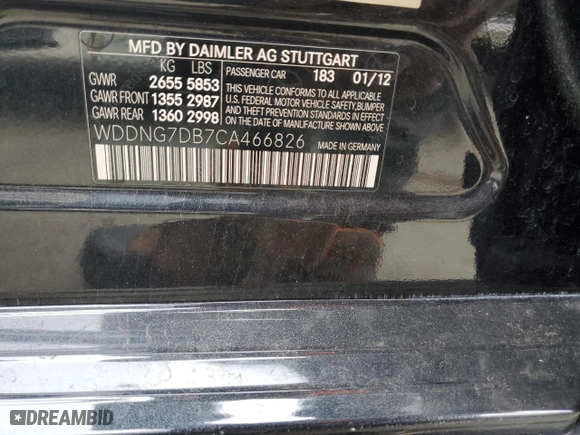 MFD BY DAIMLER AG STUTTGART
KG LBS
GWWR 2655 5853
GAWR FRONT 1355 2987
GAWR REAR 1360 2998
PASSENGER CAR 183 01/12
THIS VEHICLE CONFORMS TO ALL APPLICABLE
U.S. FEDERAL MOTOR VEHICLE SAFETY,BUMPER
AND THEFT PREVENTION STANDARDS IN EFFECT
ON THE DATE OF MANUFACTURE SHOWN ABOVE.
WDDNG7DB7CA466826
MADE IN GERMANY
DREAMBID